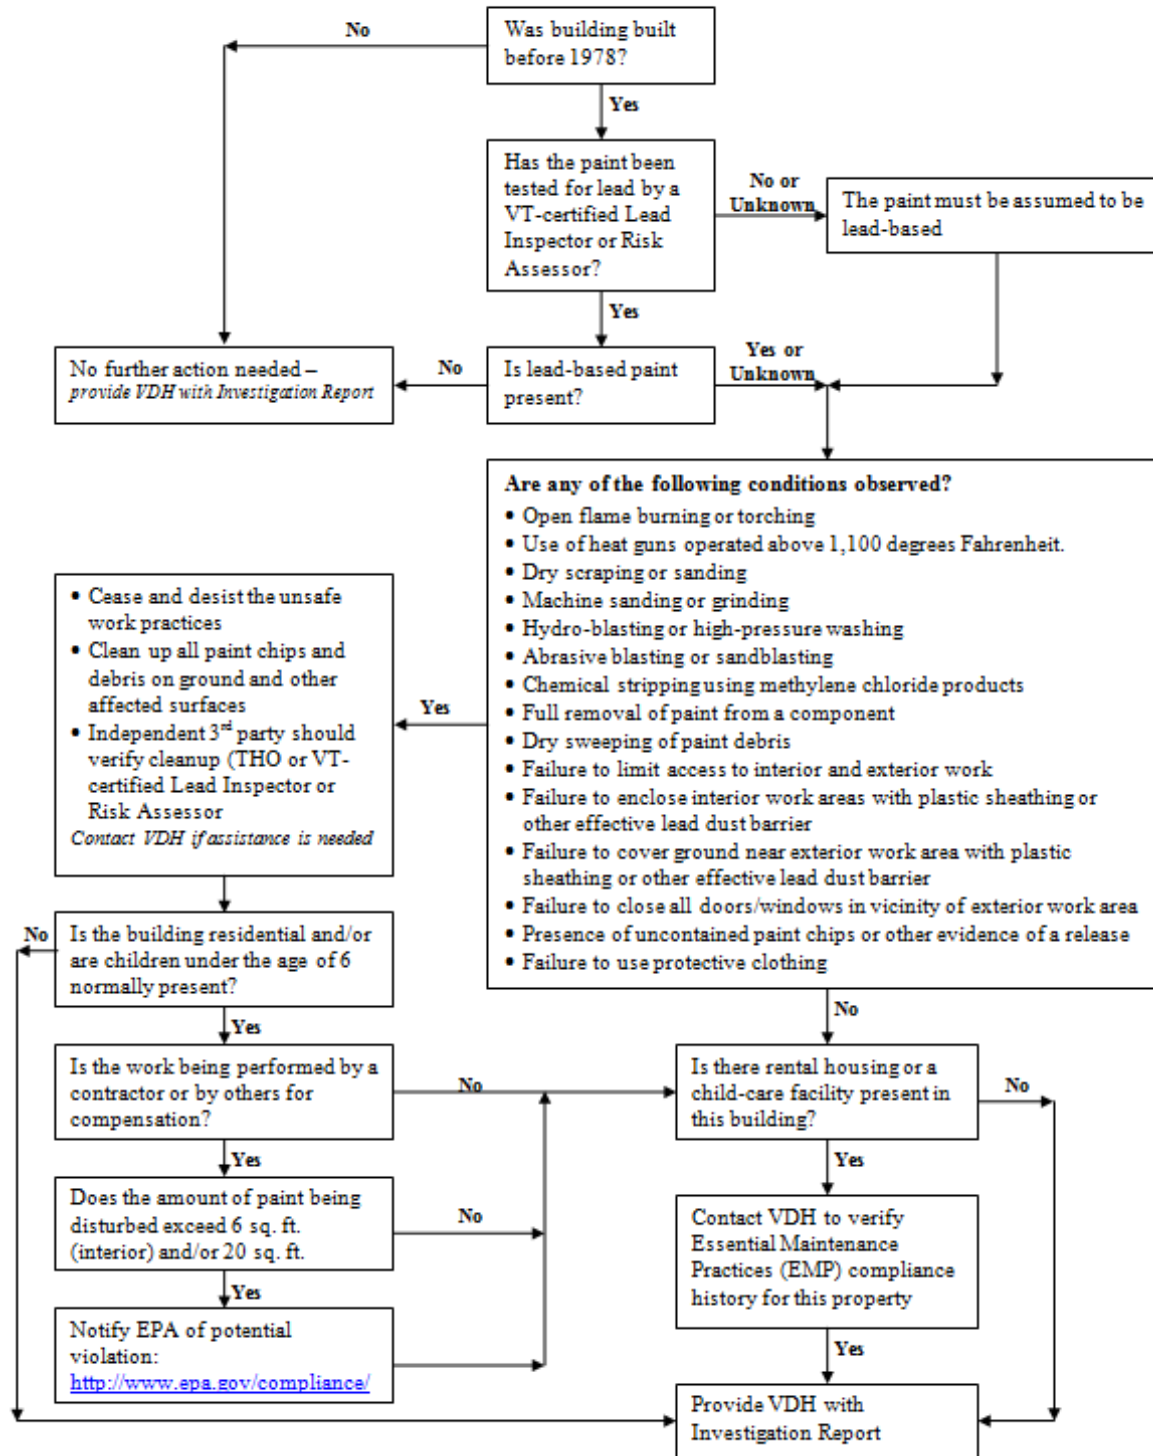 Was building built
before 1978?
No
Yes
Has the paint been
tested for lead by a
VT-certified Lead
Inspector or Risk
Assessor?
No or
Unknown
The paint must be assumed to be
lead-based
Yes
No further action needed –
provide VDH with Investigation Report
No
Is lead-based paint
present?
Yes or
Unknown
Are any of the following conditions observed?
• Open flame burning or torching
• Use of heat guns operated above 1,100 degrees Fahrenheit.
• Dry scraping or sanding
• Machine sanding or grinding
• Hydro-blasting or high-pressure washing
• Abrasive blasting or sandblasting
• Chemical stripping using methylene chloride products
• Full removal of paint from a component
• Dry sweeping of paint debris
• Failure to limit access to interior and exterior work
• Failure to enclose interior work areas with plastic sheathing or
other effective lead dust barrier
• Failure to cover ground near exterior work area with plastic
sheathing or other effective lead dust barrier
• Failure to close all doors/windows in vicinity of exterior work area
• Presence of uncontained paint chips or other evidence of a release
• Failure to use protective clothing
Yes
• Cease and desist the unsafe
work practices
• Clean up all paint chips and
debris on ground and other
affected surfaces
• Independent 3rd party should
verify cleanup (THO or VT-
certified Lead Inspector or
Risk Assessor
Contact VDH if assistance is needed
No
Is the building residential and/or
are children under the age of 6
normally present?
Yes
No
Is the work being performed by a
contractor or by others for
compensation?
No
Is there rental housing or a
child-care facility present in
this building?
No
Yes
Yes
Does the amount of paint being
disturbed exceed 6 sq. ft.
(interior) and/or 20 sq. ft.
No
Contact VDH to verify
Essential Maintenance
Practices (EMP) compliance
history for this property
Yes
Notify EPA of potential
violation:
http://www.epa.gov/compliance/
Yes
Provide VDH with
Investigation Report